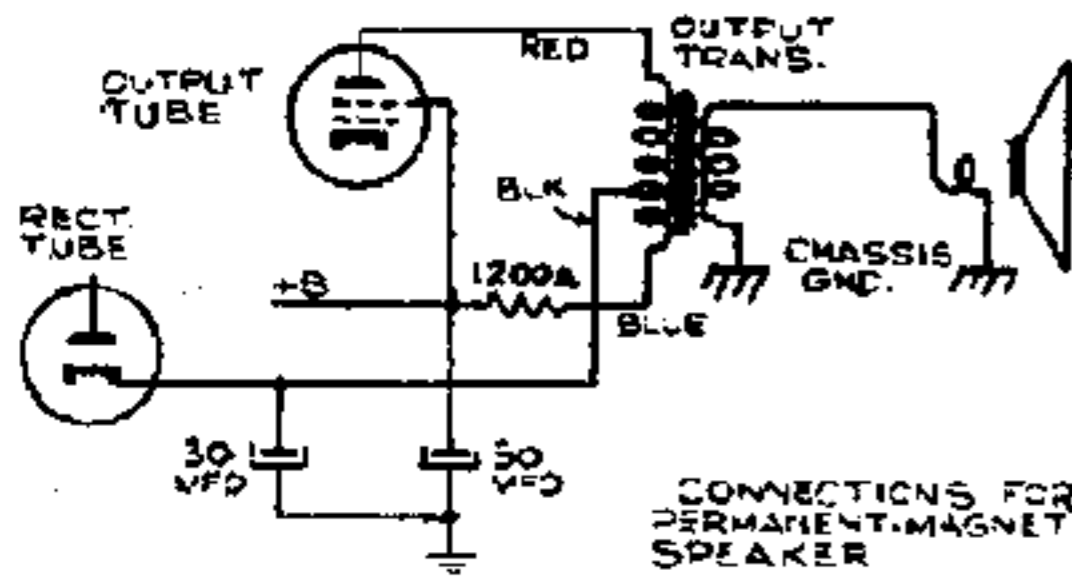 OUTPUT
TRANS.
RED
OUTPUT
TUBE
BLK
RECT.
TUBE
CHASSIS
GND.
1200Ω
+B
BLUE
30
MFD
MFD
CONNECTIONS FOR
PERMANENT-MAGNET
SPEAKER